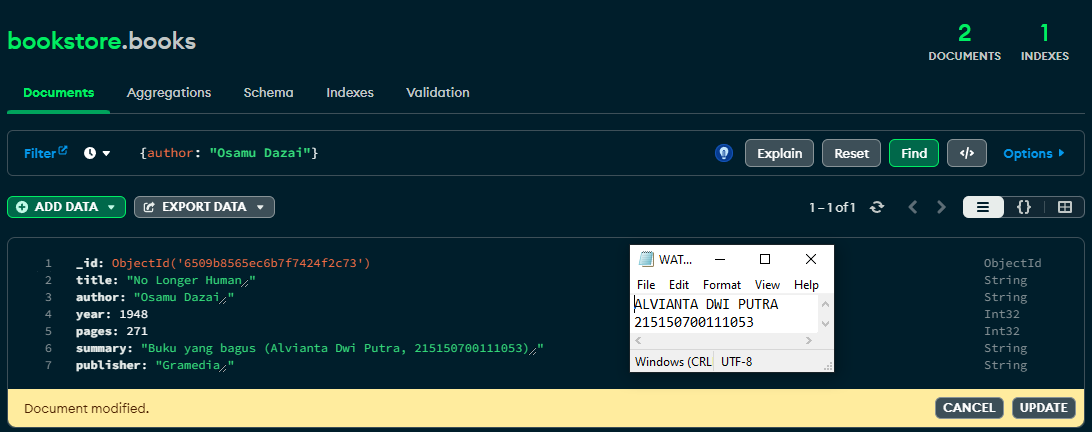 bookstore.books
2 DOCUMENTS
1 INDEXES
Documents Aggregations Schema Indexes Validation
Filter {author: "Osamu Dazai"} Explain Reset Find </> Options
ADD DATA EXPORT DATA 1 – 1 of 1 {}
1 _id: ObjectId('6509b8565ec6b7f7424f2c73') ObjectId
2 title: "No Longer Human" String
3 author: "Osamu Dazai" String
4 year: 1948 Int32
5 pages: 271 Int32
6 summary: "Buku yang bagus (Alvianta Dwi Putra, 215150700111053)" String
7 publisher: "Gramedia" String
WAT...
File Edit Format View Help
ALVIANTA DWI PUTRA
215150700111053
Windows (CRL UTF-8
Document modified. CANCEL UPDATE